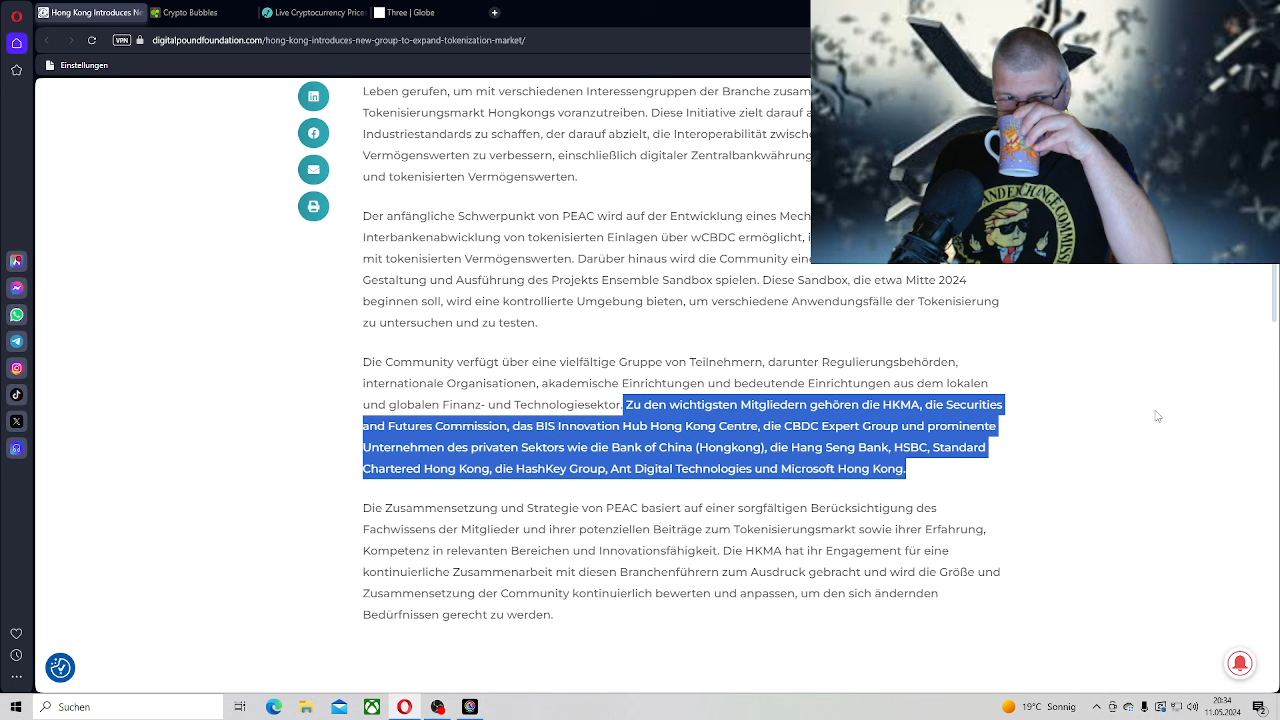 Hong Kong Introduces Ne
Crypto Bubbles
Live Cryptocurrency Price
Three | Globe
VPN
digitalpoundfoundation.com/hong-kong-introduces-new-group-to-expand-tokenization-market/
Einstellungen
Leben gerufen, um mit verschiedenen Interessengruppen der Branche zusam
Tokenisierungsmarkt Hongkongs voranzutreiben. Diese Initiative zielt darauf a
Industriestandards zu schaffen, der darauf abzielt, die Interoperabilität zwisch
Vermögenswerten zu verbessern, einschließlich digitaler Zentralbankwährung
und tokenisierten Vermögenswerten.
Der anfängliche Schwerpunkt von PEAC wird auf der Entwicklung eines Mech
Interbankenabwicklung von tokenisierten Einlagen über wCBDC ermöglicht, i
mit tokenisierten Vermögenswerten. Darüber hinaus wird die Community ein
Gestaltung und Ausführung des Projekts Ensemble Sandbox spielen. Diese Sandbox, die etwa Mitte 2024
beginnen soll, wird eine kontrollierte Umgebung bieten, um verschiedene Anwendungsfälle der Tokenisierung
zu untersuchen und zu testen.
Die Community verfügt über eine vielfältige Gruppe von Teilnehmern, darunter Regulierungsbehörden,
internationale Organisationen, akademische Einrichtungen und bedeutende Einrichtungen aus dem lokalen
und globalen Finanz- und Technologiesektor. Zu den wichtigsten Mitgliedern gehören die HKMA, die Securities
and Futures Commission, das BIS Innovation Hub Hong Kong Centre, die CBDC Expert Group und prominente
Unternehmen des privaten Sektors wie die Bank of China (Hongkong), die Hang Seng Bank, HSBC, Standard
Chartered Hong Kong, die HashKey Group, Ant Digital Technologies und Microsoft Hong Kong.
Die Zusammensetzung und Strategie von PEAC basiert auf einer sorgfältigen Berücksichtigung des
Fachwissens der Mitglieder und ihrer potenziellen Beiträge zum Tokenisierungsmarkt sowie ihrer Erfahrung,
Kompetenz in relevanten Bereichen und Innovationsfähigkeit. Die HKMA hat ihr Engagement für eine
kontinuierliche Zusammenarbeit mit diesen Branchenführern zum Ausdruck gebracht und wird die Größe und
Zusammensetzung der Community kontinuierlich bewerten und anpassen, um den sich ändernden
Bedürfnissen gerecht zu werden.
AND EXCHANGE COMMISS
Suchen
19°C Sonnig
20:34
11.05.2024